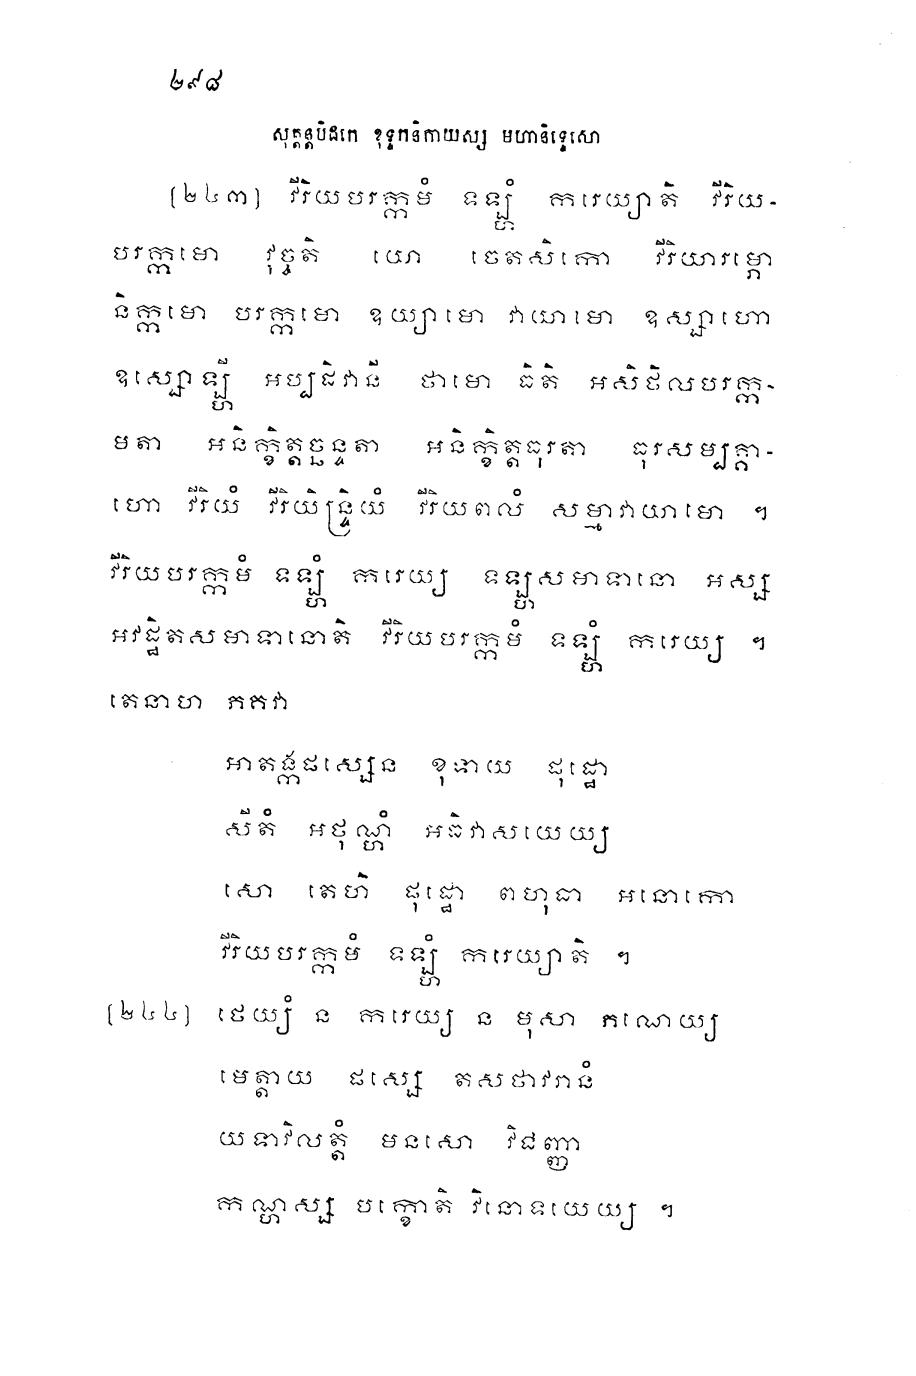 ២៩៨
សុត្តន្តបិដកេ ខុទ្ទកនិកាយស្ស មហានិទ្ទេសោ
[២៤៣] វីរិយបរក្កមំ ទឡ្ហំ ករេយ្យាតិ វីរិយ-
បរក្កមោ វុច្ចតិ យោ ចេតសិកោ វីរិយារម្ភោ
និក្កមោ បរក្កមោ ឧយ្យាមោ វាយាមោ ឧស្សាហោ
ឧស្សោឡ្ហី អប្បដិវានី ថាមោ ធិតិ អសិថិលបរក្ក-
មតា អនិក្ខិត្តច្ឆន្ទតា អនិក្ខិត្តធុរតា ធុរសម្បគ្គា-
ហោ វីរិយំ វីរិយិន្ទ្រិយំ វីរិយពលំ សម្មាវាយាមោ ។
វីរិយបរក្កមំ ទឡ្ហំ ករេយ្យ ទឡ្ហសមាទានោ អស្ស
អវដ្ឋិតសមាទានោតិ វីរិយបរក្កមំ ទឡ្ហំ ករេយ្យ ។
តេនាហ ភគវា
អាតង្កផស្សេន ខុទាយ ផុដ្ឋោ
សីតំ អថុណ្ហំ អធិវាសយេយ្យ
សោ តេហិ ផុដ្ឋោ ពហុធា អនោកោ
វីរិយបរក្កមំ ទឡ្ហំ ករេយ្យាតិ ។
[២៤៤] ថេយ្យំ ន ករេយ្យ ន មុសា ភណេយ្យ
មេត្តាយ ផស្សេ តសថាវរានំ
យទាវិលត្តំ មនសោ វិជញ្ញា
កណ្ហស្ស បក្ខោតិ វិនោទយេយ្យ ។